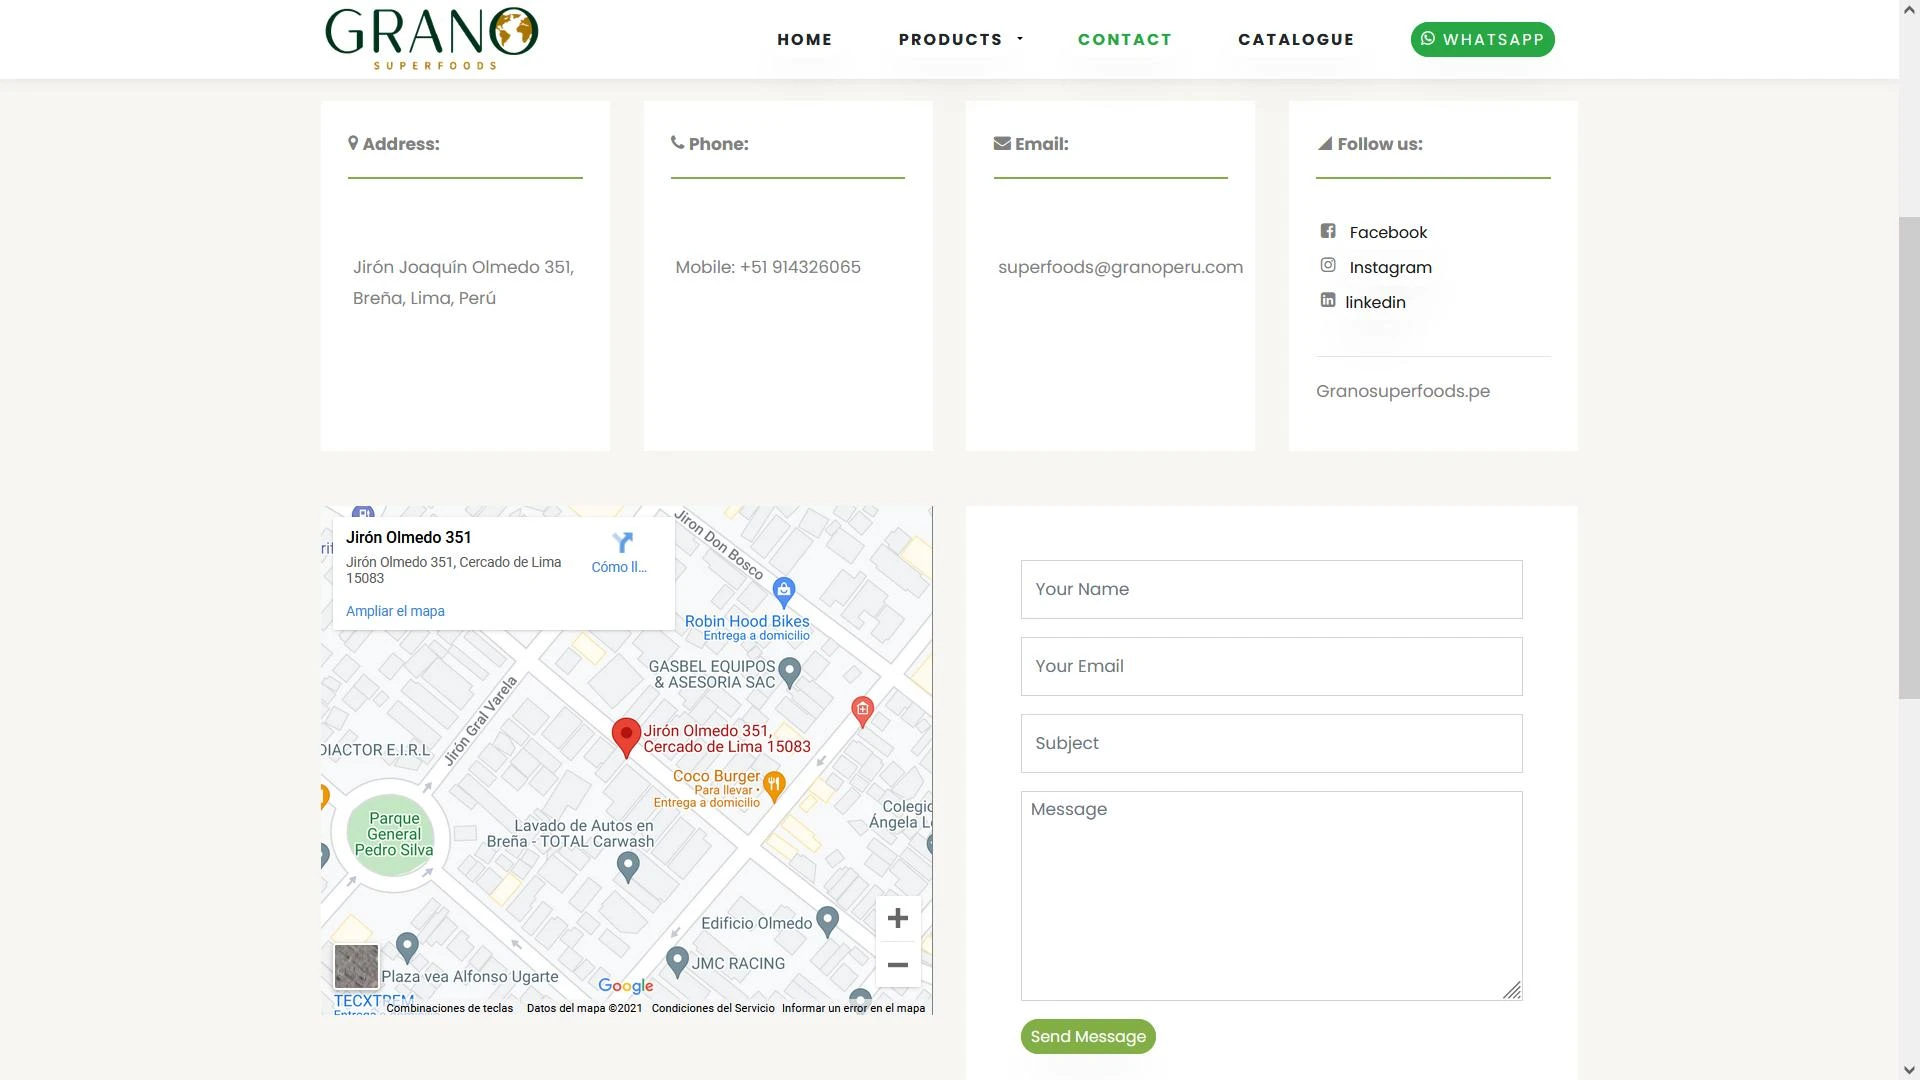 GRANO
SUPERFOODS
HOME
PRODUCTS
CONTACT
CATALOGUE
WHATSAPP
Address:
Jirón Joaquín Olmedo 351,
Breña, Lima, Perú
Phone:
Mobile: +51 914326065
Email:
superfoods@granoperu.com
Follow us:
Facebook
Instagram
linkedin
Granosuperfoods.pe
Jirón Olmedo 351
Jirón Olmedo 351, Cercado de Lima
15083
Cómo ll...
Ampliar el mapa
Jiron Don Bosco
Robin Hood Bikes
Entrega a domicilio
GASBEL EQUIPOS
& ASESORIA SAC
Jirón Gral Varela
Jirón Olmedo 351,
Cercado de Lima 15083
DIACTOR E.I.R.L
Coco Burger
Para llevar •
Entrega a domicilio
Colegio
Ángela L
Parque
General
Pedro Silva
Lavado de Autos en
Breña - TOTAL Carwash
Edificio Olmedo
JMC RACING
Plaza vea Alfonso Ugarte
TECXTREM
Entrega a domicilio
Google
Combinaciones de teclas
Datos del mapa ©2021
Condiciones del Servicio
Informar un error en el mapa
Your Name
Your Email
Subject
Message
Send Message